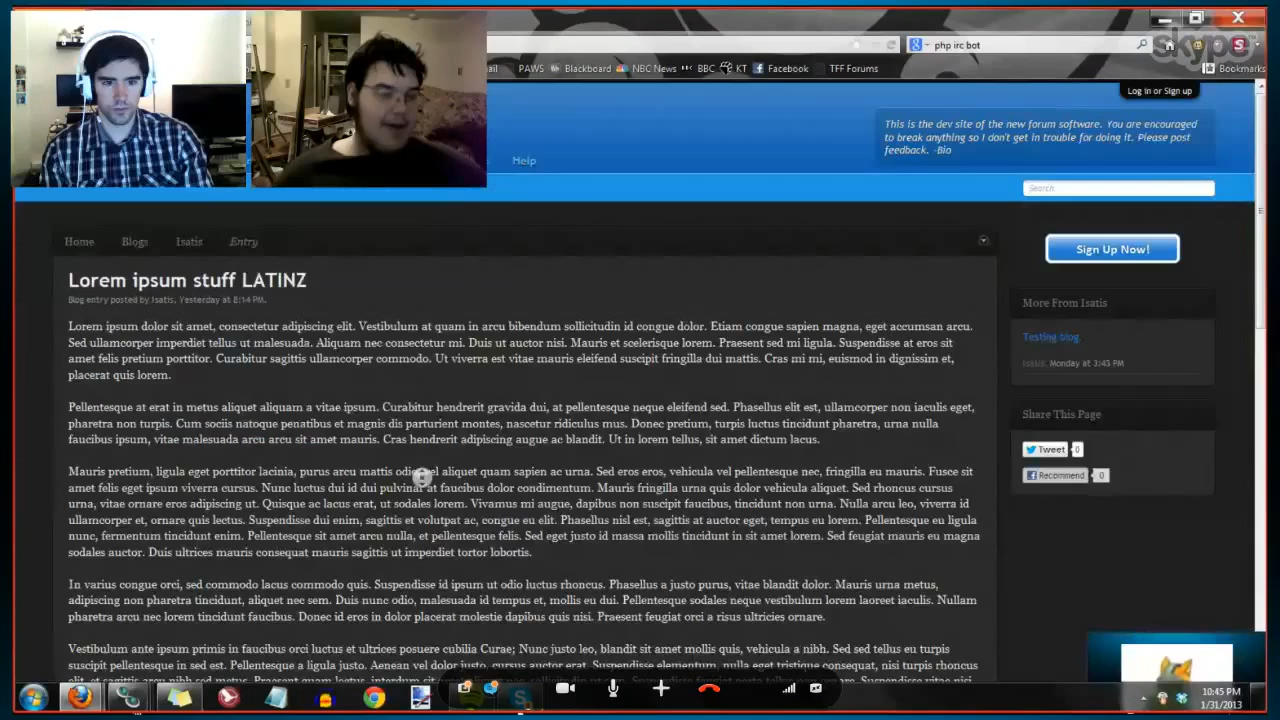 php irc bot
skype
PAWS
Blackboard
NBC News
BBC
KT
Facebook
TFF Forums
Bookmarks
Log in or Sign up
This is the dev site of the new forum software. You are encouraged
to break anything so I don't get in trouble for doing it. Please post
feedback. -Bio
Help
Search
Home Blogs Isatis Entry
Sign Up Now!
Lorem ipsum stuff LATINZ
Blog entry posted by Isatis, Yesterday at 8:14 PM.
Lorem ipsum dolor sit amet, consectetur adipiscing elit. Vestibulum at quam in arcu bibendum sollicitudin id congue dolor. Etiam congue sapien magna, eget accumsan arcu.
Sed ullamcorper imperdiet tellus ut malesuada. Aliquam nec consectetur mi. Duis ut auctor nisi. Mauris et scelerisque lorem. Praesent sed mi ligula. Suspendisse at eros sit
amet felis pretium porttitor. Curabitur sagittis ullamcorper commodo. Ut viverra est vitae mauris eleifend suscipit fringilla dui mattis. Cras mi mi, euismod in dignissim et,
placerat quis lorem.
Pellentesque at erat in metus aliquet aliquam a vitae ipsum. Curabitur hendrerit gravida dui, at pellentesque neque eleifend sed. Phasellus elit est, ullamcorper non iaculis eget,
pharetra non turpis. Cum sociis natoque penatibus et magnis dis parturient montes, nascetur ridiculus mus. Donec pretium, turpis luctus tincidunt pharetra, urna nulla
faucibus ipsum, vitae malesuada arcu arcu sit amet mauris. Cras hendrerit adipiscing augue ac blandit. Ut in lorem tellus, sit amet dictum lacus.
Mauris pretium, ligula eget porttitor lacinia, purus arcu mattis odio vel aliquet quam sapien ac urna. Sed eros eros, vehicula vel pellentesque nec, fringilla eu mauris. Fusce sit
amet felis eget ipsum viverra cursus. Nunc luctus dui id dui pulvinar at faucibus dolor condimentum. Mauris fringilla urna quis dolor vehicula aliquet. Sed rhoncus cursus
urna, vitae ornare eros adipiscing ut. Quisque ac lacus erat, ut sodales lorem. Vivamus mi augue, dapibus non suscipit faucibus, tincidunt non urna. Nulla arcu leo, viverra id
ullamcorper et, ornare quis lectus. Suspendisse dui enim, sagittis et volutpat ac, congue eu elit. Phasellus nisl est, sagittis at auctor eget, tempus eu lorem. Pellentesque eu ligula
nunc, fermentum tincidunt enim. Pellentesque sit amet arcu nulla, et pellentesque felis. Sed eget justo id massa mollis tincidunt in sit amet lorem. Sed feugiat mauris eu magna
sodales auctor. Duis ultrices mauris consequat mauris sagittis ut imperdiet tortor lobortis.
In varius congue orci, sed commodo lacus commodo quis. Suspendisse id ipsum ut odio luctus rhoncus. Phasellus a justo purus, vitae blandit dolor. Mauris urna metus,
adipiscing non pharetra tincidunt, aliquet nec sem. Duis nunc odio, malesuada id tempus et, mollis eu dui. Pellentesque sodales neque vestibulum lorem laoreet iaculis. Nullam
pharetra arcu non tincidunt faucibus. Donec id eros in dolor placerat molestie dapibus quis nisi. Praesent feugiat orci a risus ultricies ornare.
Vestibulum ante ipsum primis in faucibus orci luctus et ultrices posuere cubilia Curae; Nunc justo leo, blandit sit amet quis, vehicula a nibh. Sed sed tellus eu
suscipit pellentesque in sed est. Pellentesque a ligula justo. Aenean vel dolor justo, cursus auctor erat. Suspendisse elementum, nulla eget tristique consequat, nisi turpis rhoncus
More From Isatis
Testing blog
Isatis, Monday at 3:43 PM
Share This Page
Tweet 0
Recommend 0
10:45 PM
1/31/2013